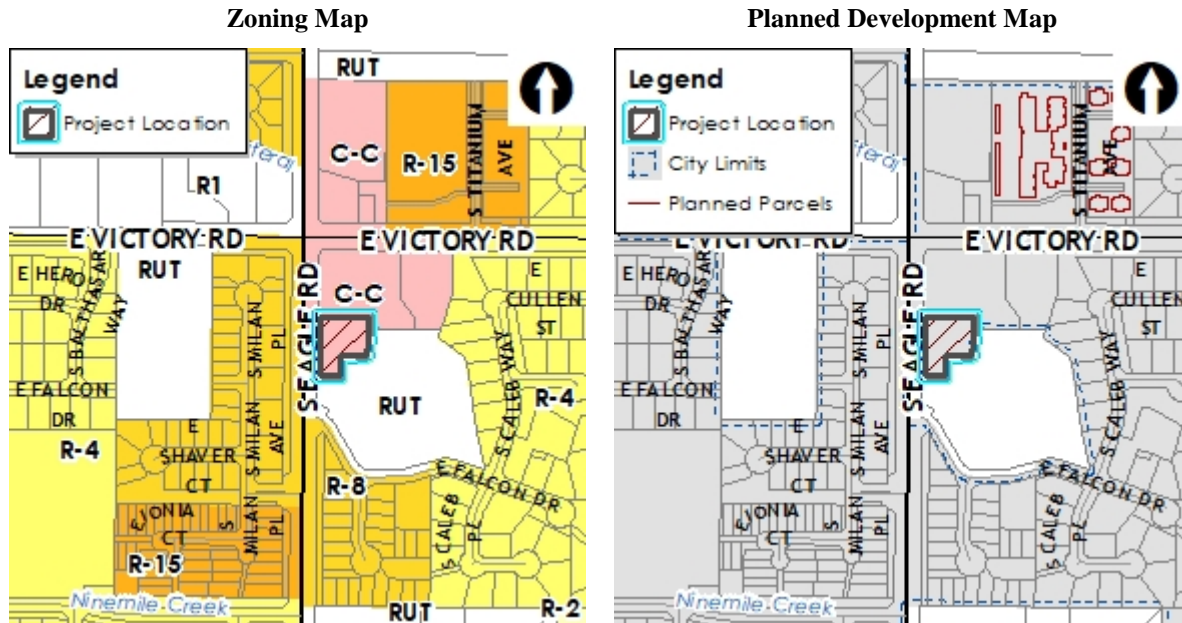 Zoning Map
Legend
Project Location
RUT
C-C
R-15
S TITANIUM
AVE
R1
E VICTORY RD
E VICTORY RD
RUT
E HERO
DR
S BALTHASAR
WAY
C-C
S EAGLE RD
S MILAN
PL
E
CULLEN
ST
S CALEB WAY
E FALCON
DR
R-4
RUT
R-4
S MILAN
AVE
E
SHAVER
CT
R-8
E FALCON DR
S CALEB
PL
E JONIA
CT
S
MILAN
PL
R-15
Ninemile Creek
RUT
R-2
Planned Development Map
Legend
Project Location
City Limits
Planned Parcels
S TITANIUM
AVE
E VICTORY RD
E VICTORY RD
E HERO
DR
S BALTHASAR
WAY
S EAGLE RD
S MILAN
PL
E
CULLEN
ST
S CALEB WAY
E FALCON
DR
S MILAN
AVE
E
SHAVER
CT
E FALCON DR
S CALEB
PL
E JONIA
CT
S
MILAN
PL
Ninemile Creek